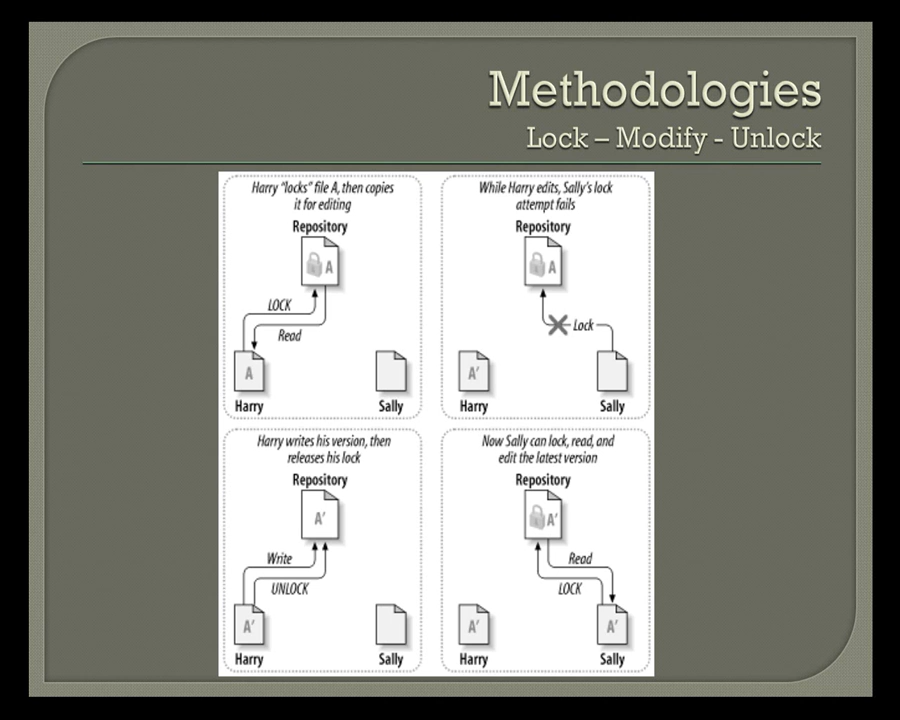 Methodologies
Lock – Modify - Unlock
Harry "locks" file A, then copies
it for editing
Repository
A
LOCK
Read
A
Harry
Sally
While Harry edits, Sally's lock
attempt fails
Repository
A
Lock
A′
Harry
Sally
Harry writes his version, then
releases his lock
Repository
A′
Write
UNLOCK
A′
Harry
Sally
Now Sally can lock, read, and
edit the latest version
Repository
A′
Read
LOCK
A′
A′
Harry
Sally